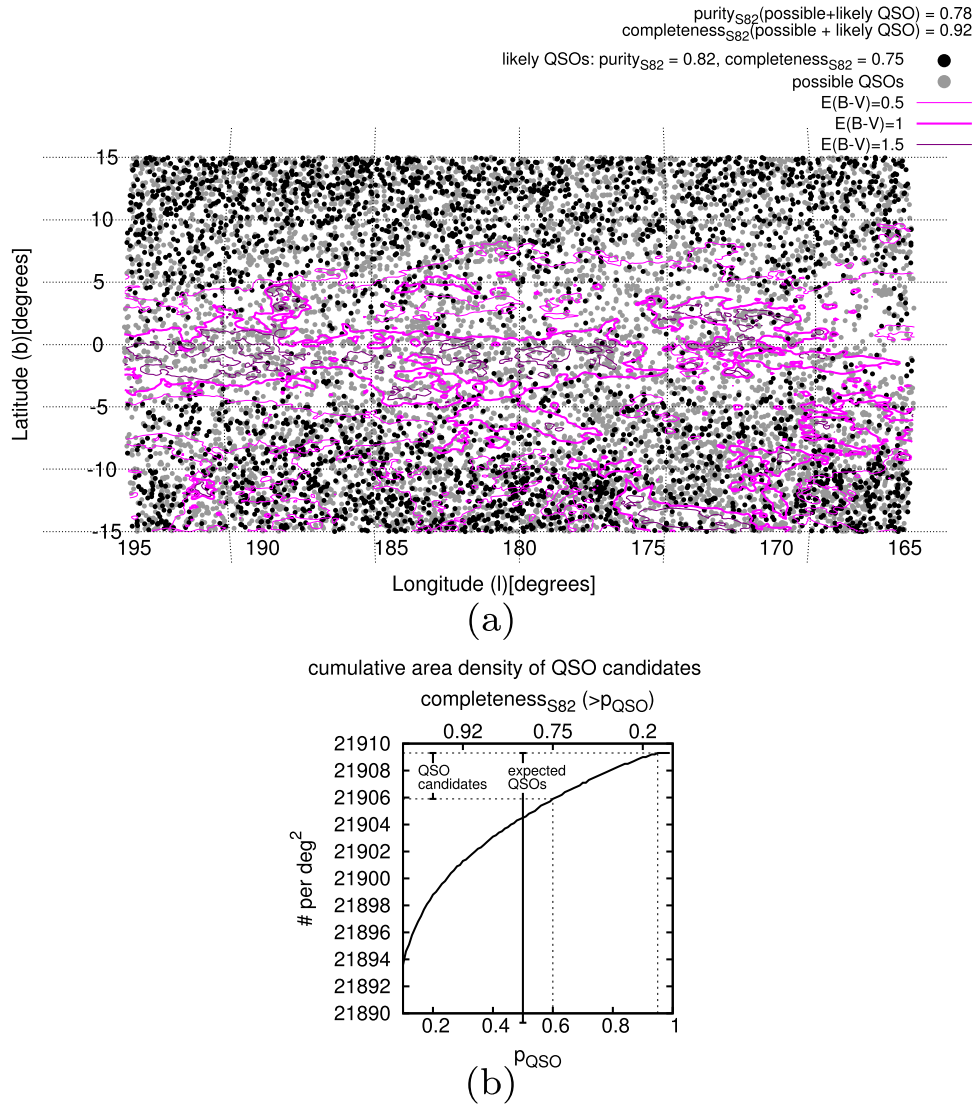 purity_S82(possible+likely QSO) = 0.78
completeness_S82(possible + likely QSO) = 0.92
likely QSOs: purity_S82 = 0.82, completeness_S82 = 0.75
possible QSOs
E(B-V)=0.5
E(B-V)=1
E(B-V)=1.5
15
10
5
0
-5
-10
-15
Latitude (b)[degrees]
195 190 185 180 175 170 165
Longitude (l)[degrees]
(a)
cumulative area density of QSO candidates
completeness_S82 (>p_QSO)
0.92 0.75 0.2
21910
21908
21906
21904
21902
21900
21898
21896
21894
21892
21890
# per deg^2
QSO candidates
expected QSOs
0.2 0.4 0.6 0.8 1
p_QSO
(b)